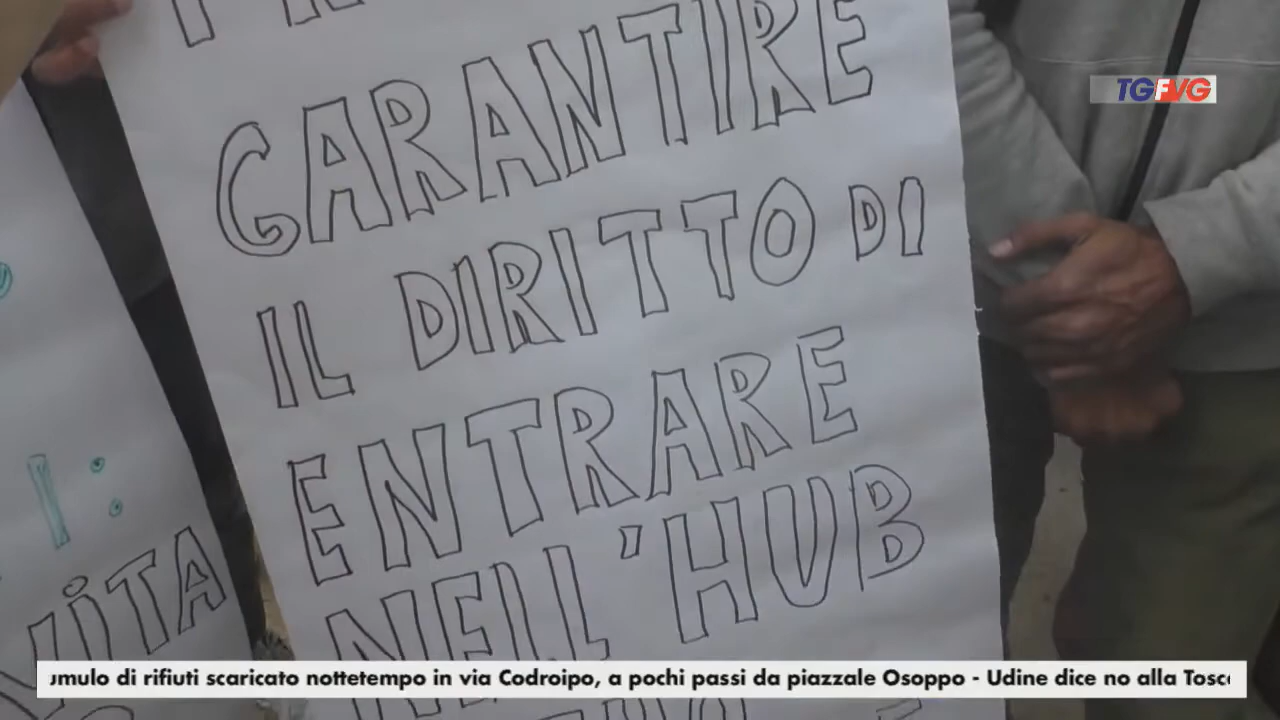 GARANTIRE
IL DIRITTO DI
ENTRARE
NELL'HUB
I:
VITA
TGFVG
umulo di rifiuti scaricato nottetempo in via Codroipo, a pochi passi da piazzale Osoppo - Udine dice no alla Tosc